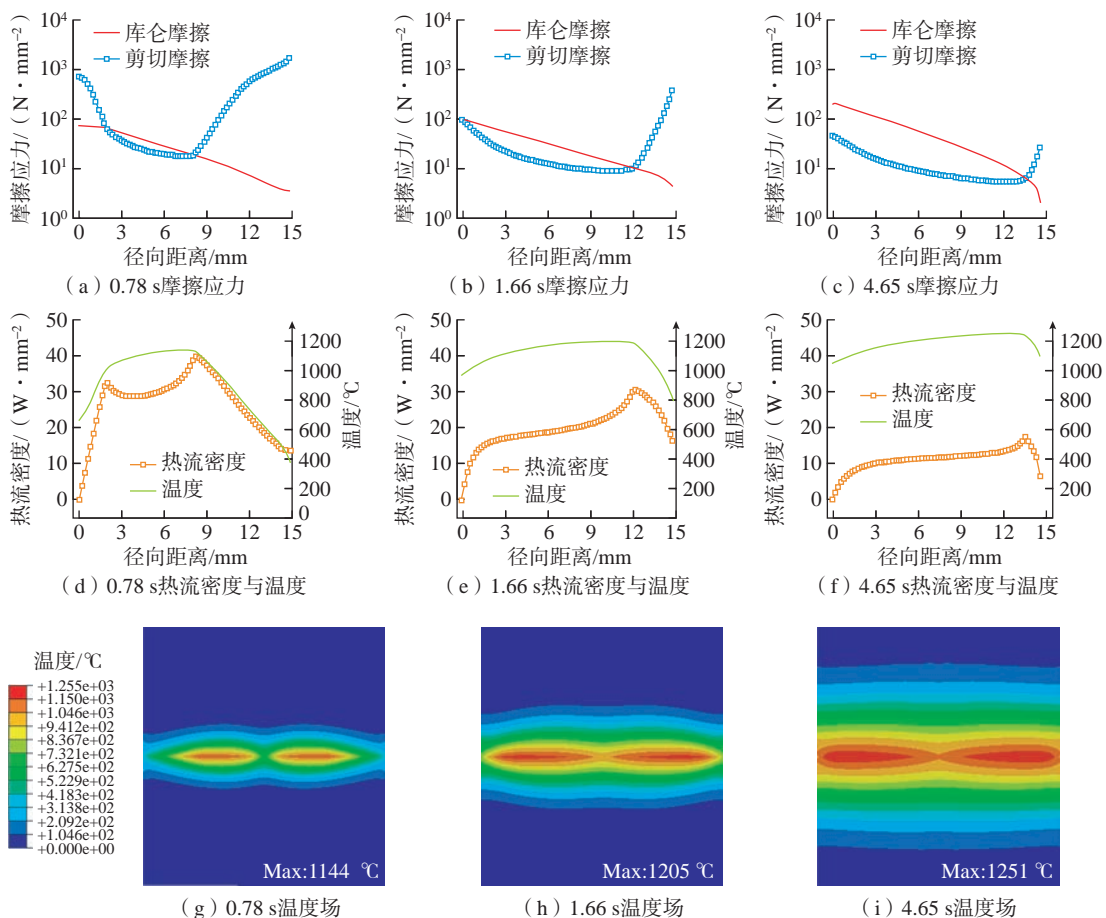 10⁴
10³
10²
10¹
10⁰
摩擦应力/(N·mm⁻²)
库仑摩擦
剪切摩擦
0 3 6 9 12 15
径向距离/mm
(a)0.78 s摩擦应力
10⁴
10³
10²
10¹
10⁰
摩擦应力/(N·mm⁻²)
库仑摩擦
剪切摩擦
0 3 6 9 12 15
径向距离/mm
(b)1.66 s摩擦应力
10⁴
10³
10²
10¹
10⁰
摩擦应力/(N·mm⁻²)
库仑摩擦
剪切摩擦
0 3 6 9 12 15
径向距离/mm
(c)4.65 s摩擦应力
50
40
30
20
10
0
热流密度/(W·mm⁻²)
热流密度
温度
1200
1000
800
600
400
200
0
温度/℃
0 3 6 9 12 15
径向距离/mm
(d)0.78 s热流密度与温度
50
40
30
20
10
0
热流密度/(W·mm⁻²)
热流密度
温度
1200
1000
800
600
400
200
温度/℃
0 3 6 9 12 15
径向距离/mm
(e)1.66 s热流密度与温度
50
40
30
20
10
0
热流密度/(W·mm⁻²)
热流密度
温度
1200
1000
800
600
400
200
0 3 6 9 12 15
径向距离/mm
(f)4.65 s热流密度与温度
温度/℃
+1.255e+03
+1.150e+03
+1.046e+03
+9.412e+02
+8.367e+02
+7.321e+02
+6.275e+02
+5.229e+02
+4.183e+02
+3.138e+02
+2.092e+02
+1.046e+02
+0.000e+00
Max:1144 ℃
(g)0.78 s温度场
Max:1205 ℃
(h)1.66 s温度场
Max:1251 ℃
(i)4.65 s温度场